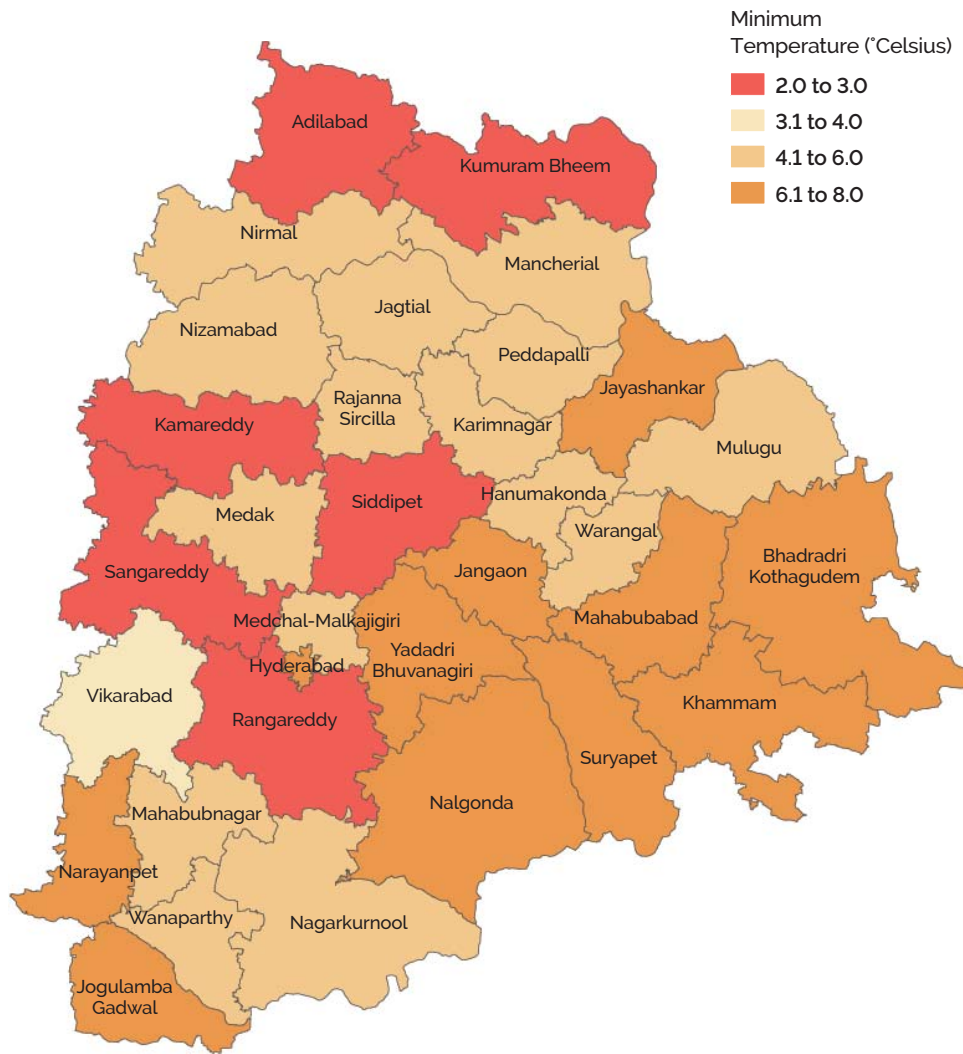 Minimum
Temperature (°Celsius)
2.0 to 3.0
3.1 to 4.0
4.1 to 6.0
6.1 to 8.0
Adilabad
Kumuram Bheem
Nirmal
Mancherial
Jagtial
Nizamabad
Peddapalli
Jayashankar
Rajanna
Sircilla
Kamareddy
Karimnagar
Mulugu
Siddipet
Hanumakonda
Medak
Warangal
Bhadradri
Kothagudem
Sangareddy
Jangaon
Mahabubabad
Medchal-Malkajigiri
Yadadri
Bhuvanagiri
Hyderabad
Vikarabad
Khammam
Rangareddy
Suryapet
Nalgonda
Mahabubnagar
Narayanpet
Wanaparthy
Nagarkurnool
Jogulamba
Gadwal